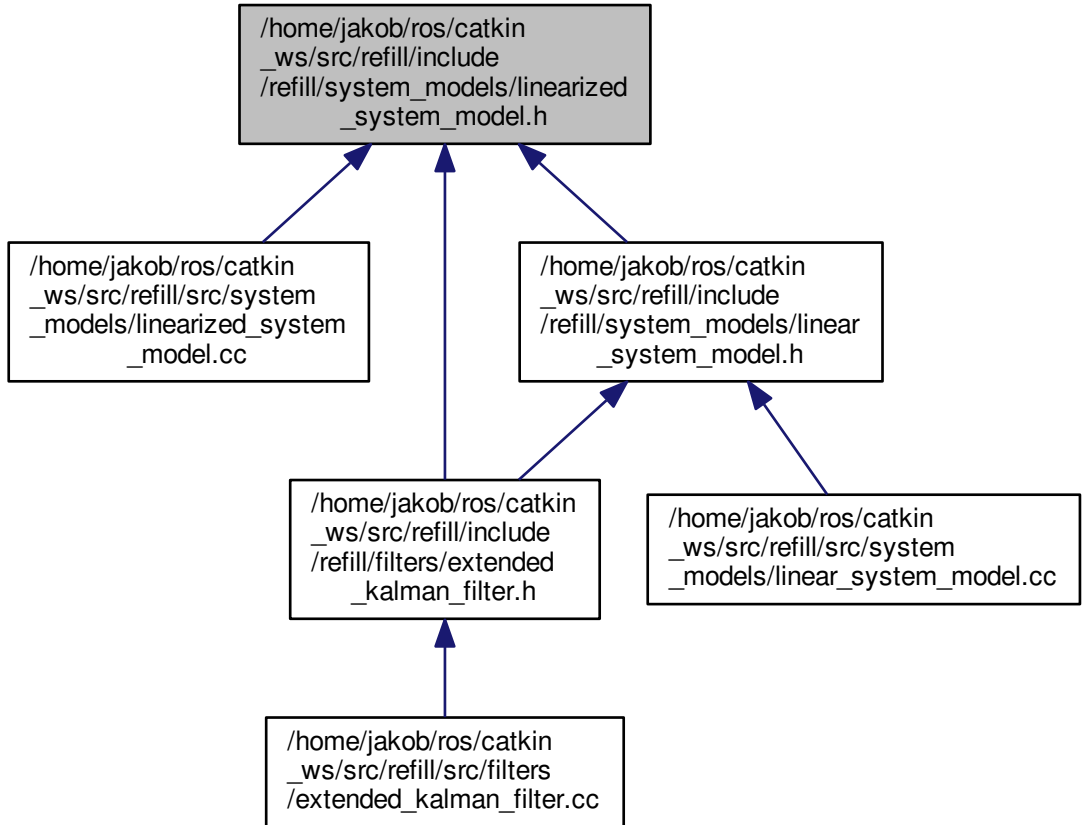 /home/jakob/ros/catkin
_ws/src/refill/include
/refill/system_models/linearized
_system_model.h
/home/jakob/ros/catkin
_ws/src/refill/src/system
_models/linearized_system
_model.cc
/home/jakob/ros/catkin
_ws/src/refill/include
/refill/system_models/linear
_system_model.h
/home/jakob/ros/catkin
_ws/src/refill/include
/refill/filters/extended
_kalman_filter.h
/home/jakob/ros/catkin
_ws/src/refill/src/system
_models/linear_system_model.cc
/home/jakob/ros/catkin
_ws/src/refill/src/filters
/extended_kalman_filter.cc